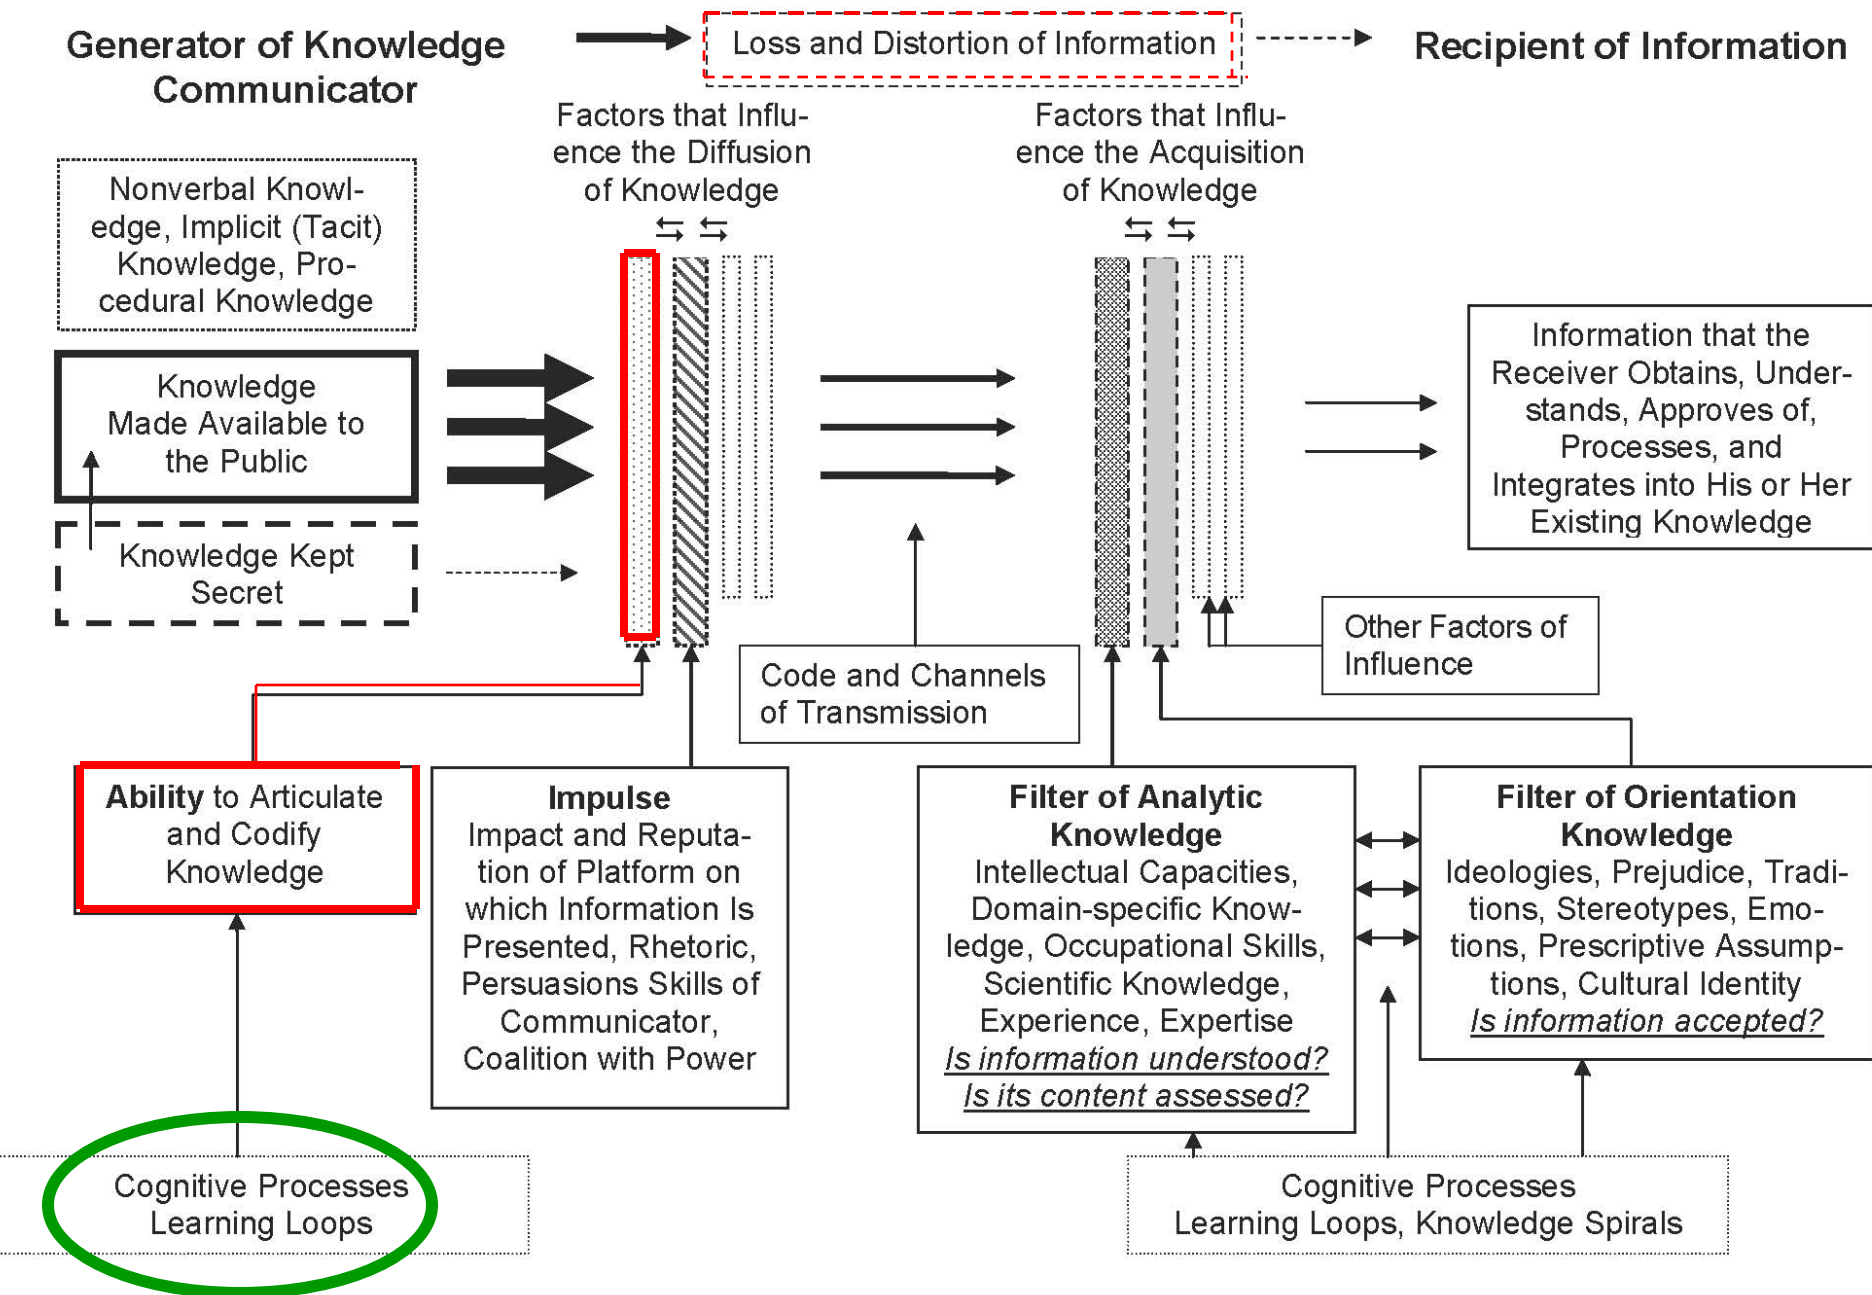 Generator of Knowledge
Communicator
Loss and Distortion of Information
Recipient of Information
Factors that Influ-
ence the Diffusion
of Knowledge
Factors that Influ-
ence the Acquisition
of Knowledge
Nonverbal Knowl-
edge, Implicit (Tacit)
Knowledge, Pro-
cedural Knowledge
Knowledge
Made Available to
the Public
Knowledge Kept
Secret
Information that the
Receiver Obtains, Under-
stands, Approves of,
Processes, and
Integrates into His or Her
Existing Knowledge
Code and Channels
of Transmission
Other Factors of
Influence
Ability to Articulate
and Codify
Knowledge
Impulse
Impact and Reputa-
tion of Platform on
which Information Is
Presented, Rhetoric,
Persuasions Skills of
Communicator,
Coalition with Power
Filter of Analytic
Knowledge
Intellectual Capacities,
Domain-specific Know-
ledge, Occupational Skills,
Scientific Knowledge,
Experience, Expertise
Is information understood?
Is its content assessed?
Filter of Orientation
Knowledge
Ideologies, Prejudice, Tradi-
tions, Stereotypes, Emo-
tions, Prescriptive Assump-
tions, Cultural Identity
Is information accepted?
Cognitive Processes
Learning Loops
Cognitive Processes
Learning Loops, Knowledge Spirals